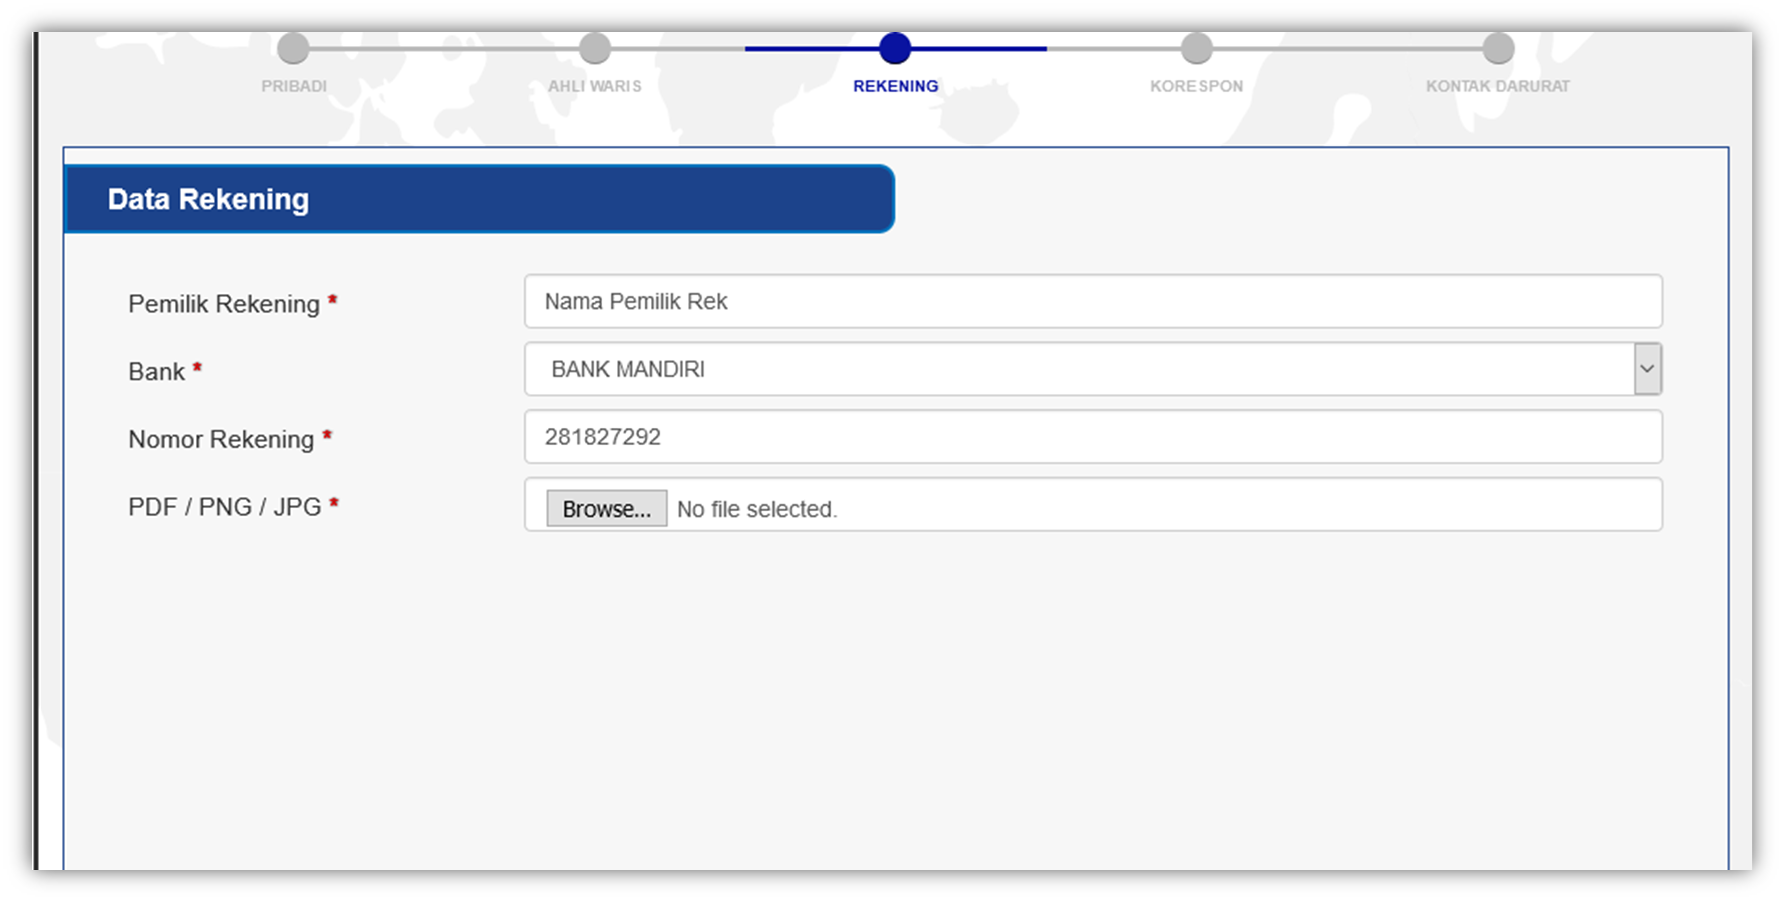 PRIBADI
AHLI WARIS
REKENING
KORESPON
KONTAK DARURAT
Data Rekening
Pemilik Rekening *
Nama Pemilik Rek
Bank *
BANK MANDIRI
Nomor Rekening *
281827292
PDF / PNG / JPG *
Browse... No file selected.